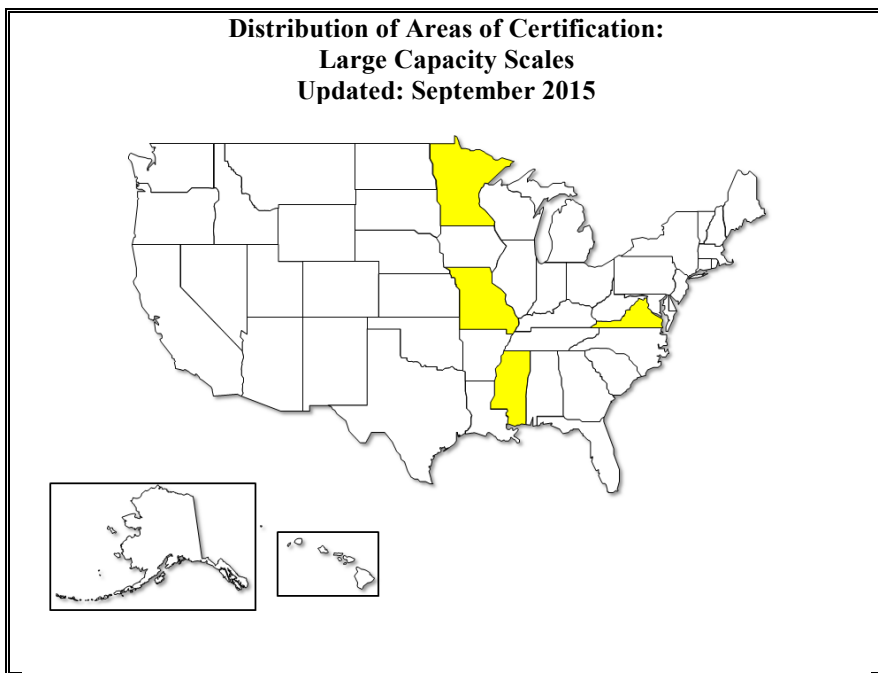 Distribution of Areas of Certification:
Large Capacity Scales
Updated: September 2015